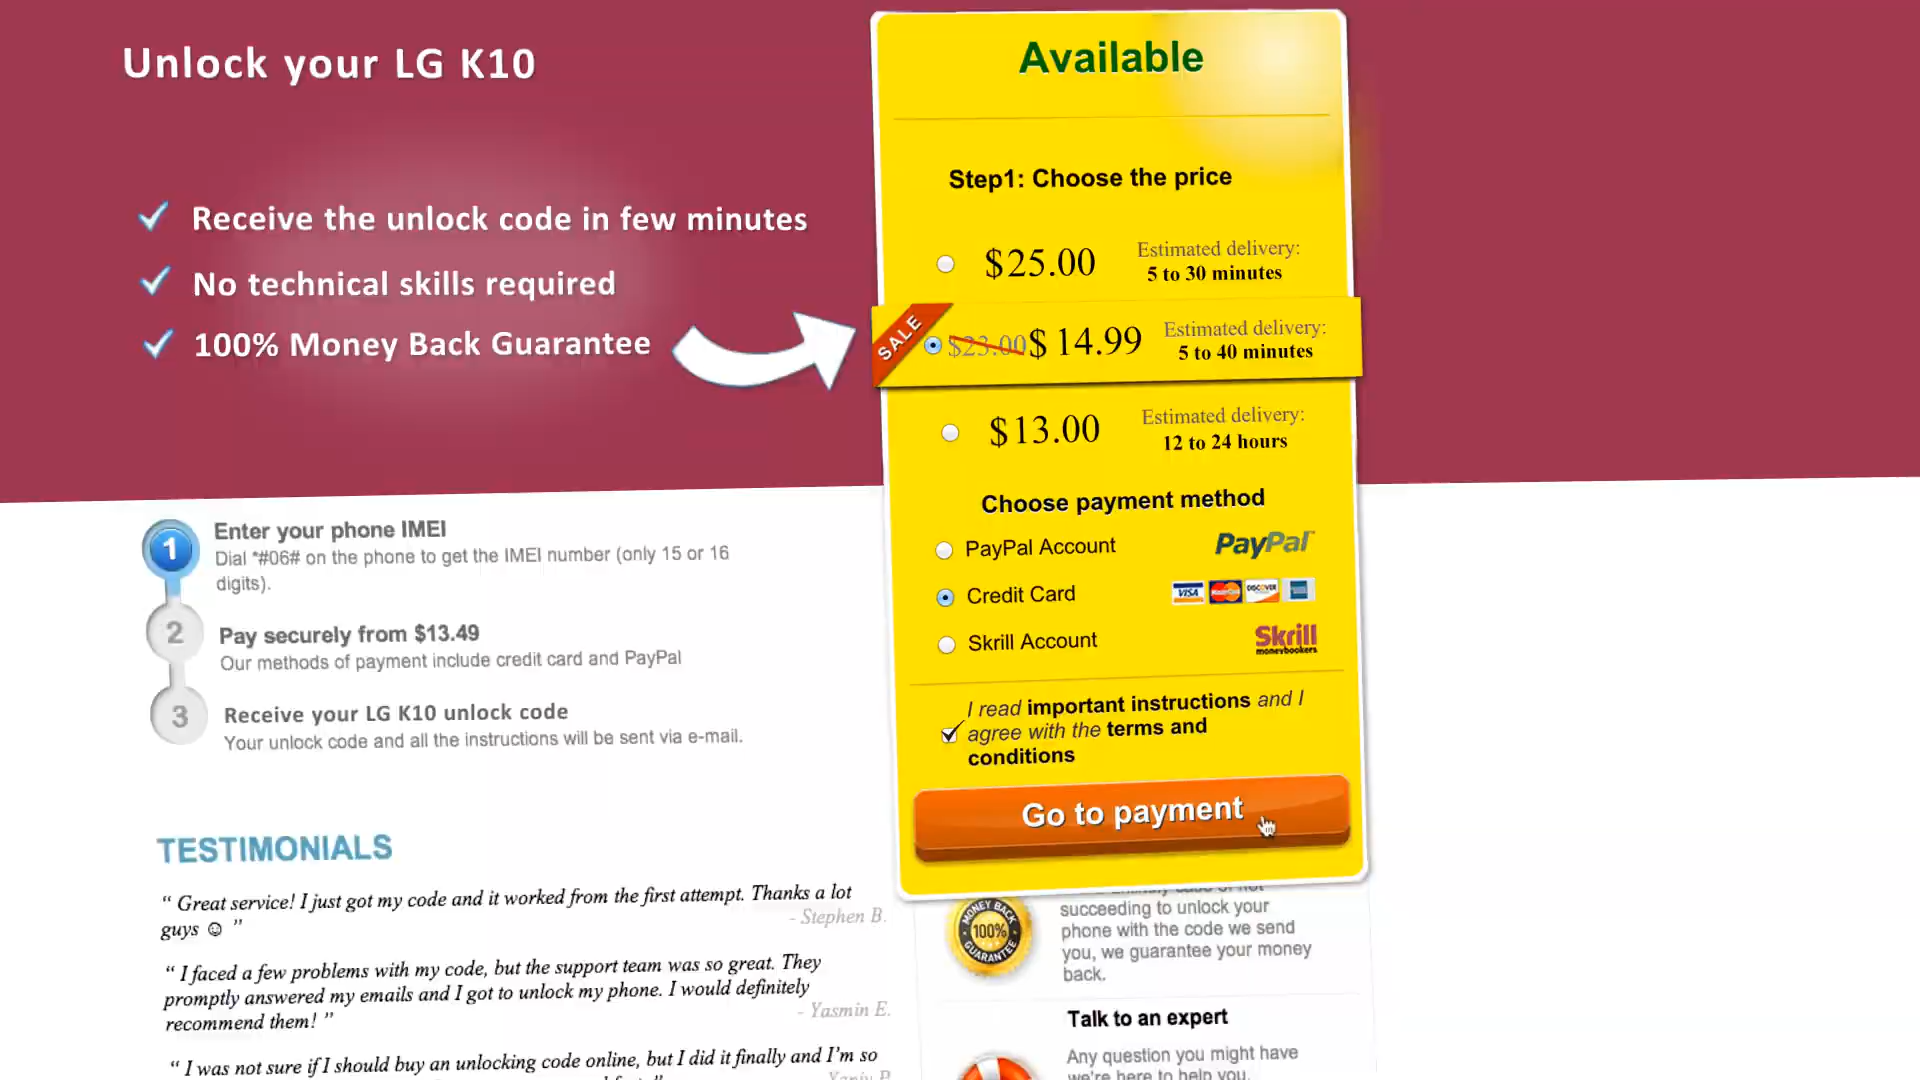 Unlock your LG K10
Receive the unlock code in few minutes
No technical skills required
100% Money Back Guarantee
Available
Step1: Choose the price
$25.00
Estimated delivery:
5 to 30 minutes
SALE
$23.00 $ 14.99
Estimated delivery:
5 to 40 minutes
$13.00
Estimated delivery:
12 to 24 hours
Choose payment method
PayPal Account
PayPal
Credit Card
VISA
DISCOVER
Skrill Account
Skrill
moneybookers
I read important instructions and I
agree with the terms and
conditions
Go to payment
1
Enter your phone IMEI
Dial *#06# on the phone to get the IMEI number (only 15 or 16
digits).
2
Pay securely from $13.49
Our methods of payment include credit card and PayPal
3
Receive your LG K10 unlock code
Your unlock code and all the instructions will be sent via e-mail.
TESTIMONIALS
“ Great service! I just got my code and it worked from the first attempt. Thanks a lot
guys ☺ ”
- Stephen B.
“ I faced a few problems with my code, but the support team was so great. They
promptly answered my emails and I got to unlock my phone. I would definitely
recommend them! ”
- Yasmin E.
“ I was not sure if I should buy an unlocking code online, but I did it finally and I'm so
MONEY BACK
100%
GUARANTEE
succeeding to unlock your
phone with the code we send
you, we guarantee your money
back.
Talk to an expert
Any question you might have
we're here to help you.